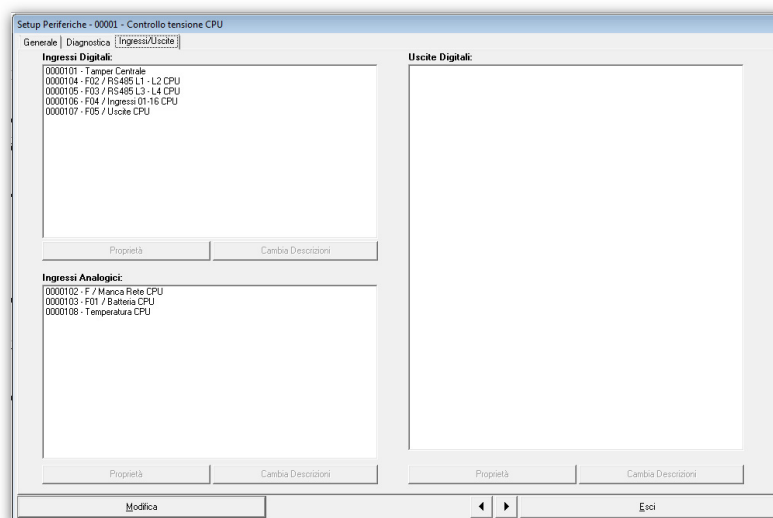 Setup Periferiche - 00001 - Controllo tensione CPU
Generale Diagnostica Ingressi/Uscite
Ingressi Digitali:
0000101 - Tamper Centrale
0000104 - F02 / RS485 L1 - L2 CPU
0000105 - F03 / RS485 L3 - L4 CPU
0000106 - F04 / Ingressi 01-16 CPU
0000107 - F05 / Uscite CPU
Proprietà Cambia Descrizioni
Ingressi Analogici:
0000102 - F / Manca Rete CPU
0000103 - F01 / Batteria CPU
0000108 - Temperatura CPU
Proprietà Cambia Descrizioni
Uscite Digitali:
Proprietà Cambia Descrizioni
Modifica Esci